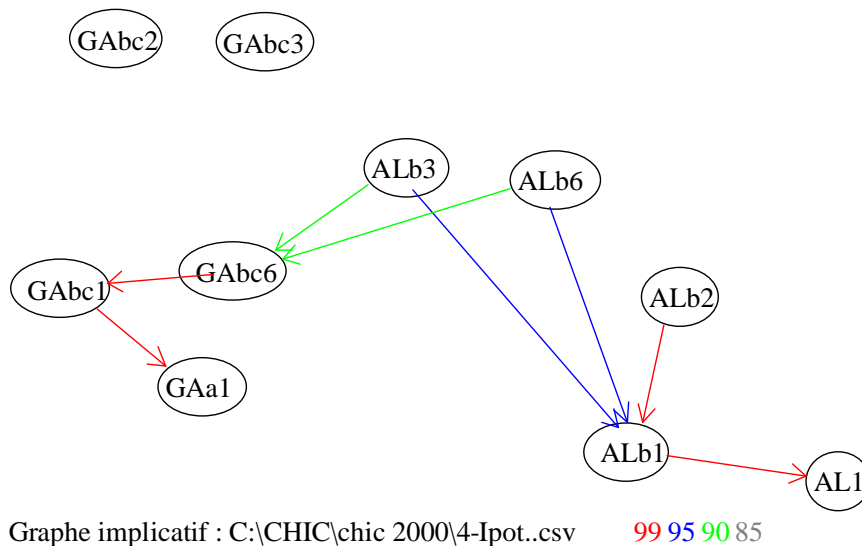 GAbc2 GAbc3
ALb3 ALb6
GAbc6
GAbc1 ALb2
GAa1
ALb1
AL1
Graphe implicatif : C:\CHIC\chic 2000\4-Ipot..csv 99 95 90 85